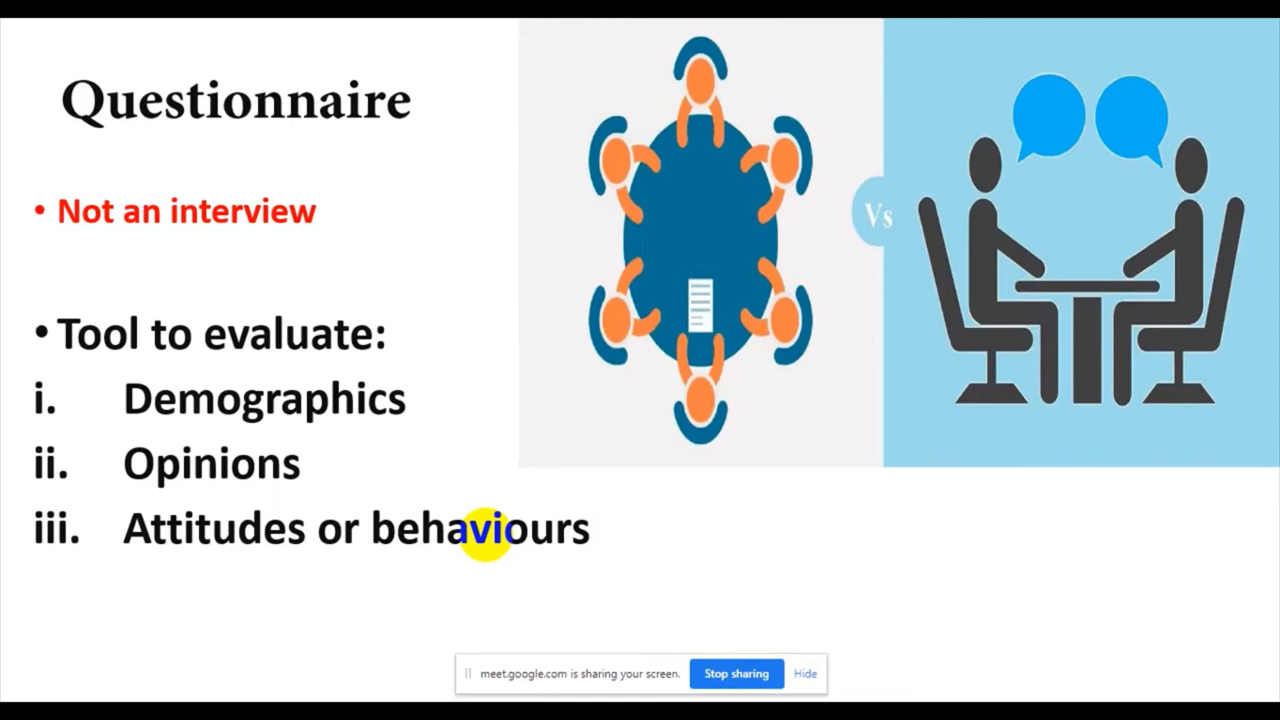 Questionnaire
• Not an interview
Vs
• Tool to evaluate:
i. Demographics
ii. Opinions
iii. Attitudes or behaviours
meet.google.com is sharing your screen. Stop sharing Hide